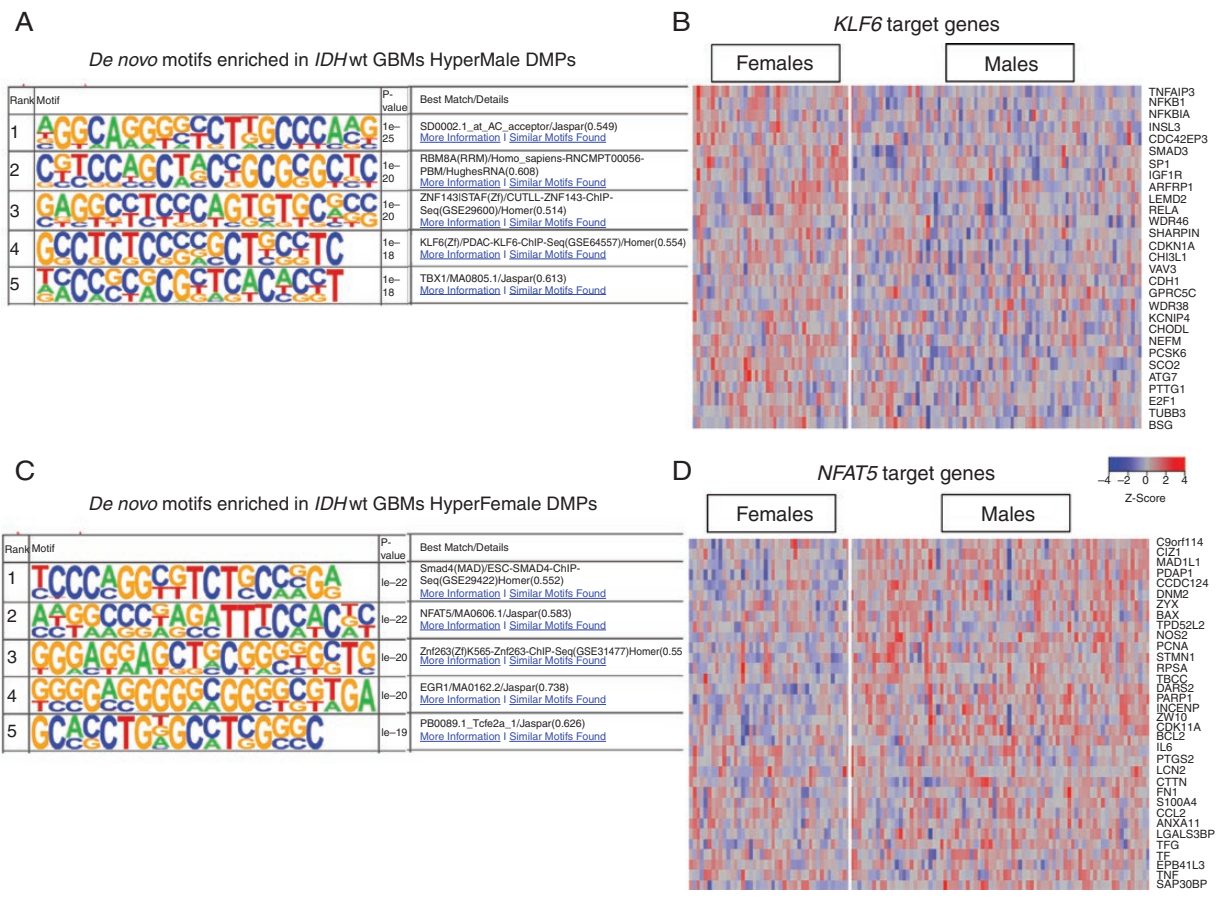 A
De novo motifs enriched in IDHwt GBMs HyperMale DMPs
Rank Motif P-value Best Match/Details
1 1e–25 SD0002.1_at_AC_acceptor/Jaspar(0.549)
More Information I Similar Motifs Found
2 1e–20 RBM8A(RRM)/Homo_sapiens-RNCMPT00056-
PBM/HughesRNA(0.608)
More Information I Similar Motifs Found
3 1e–20 ZNF143ISTAF(Zf)/CUTLL-ZNF143-ChIP-
Seq(GSE29600)/Homer(0.514)
More Information I Similar Motifs Found
4 1e–18 KLF6(Zf)/PDAC-KLF6-ChIP-Seq(GSE64557)/Homer(0.554)
More Information I Similar Motifs Found
5 1e–18 TBX1/MA0805.1/Jaspar(0.613)
More Information I Similar Motifs Found
B
KLF6 target genes
Females Males
TNFAIP3
NFKB1
NFKBIA
INSL3
CDC42EP3
SMAD3
SP1
IGF1R
ARFRP1
LEMD2
RELA
WDR46
SHARPIN
CDKN1A
CHI3L1
VAV3
CDH1
GPRC5C
WDR38
KCNIP4
CHODL
NEFM
PCSK6
SCO2
ATG7
PTTG1
E2F1
TUBB3
BSG
C
De novo motifs enriched in IDHwt GBMs HyperFemale DMPs
Rank Motif P-value Best Match/Details
1 le–22 Smad4(MAD)/ESC-SMAD4-ChIP-
Seq(GSE29422)Homer(0.552)
More Information I Similar Motifs Found
2 le–22 NFAT5/MA0606.1/Jaspar(0.583)
More Information I Similar Motifs Found
3 le–20 Znf263(Zf)K565-Znf263-ChIP-Seq(GSE31477)Homer(0.55
More Information I Similar Motifs Found
4 le–20 EGR1/MA0162.2/Jaspar(0.738)
More Information I Similar Motifs Found
5 le–19 PB0089.1_Tcfe2a_1/Jaspar(0.626)
More Information I Similar Motifs Found
D
NFAT5 target genes
–4 –2 0 2 4
Z-Score
Females Males
C9orf114
CIZ1
MAD1L1
PDAP1
CCDC124
DNM2
ZYX
BAX
TPD52L2
NOS2
PCNA
STMN1
RPSA
TBCC
DARS2
PARP1
INCENP
ZW10
CDK11A
BCL2
IL6
PTGS2
LCN2
CTTN
FN1
S100A4
CCL2
ANXA11
LGALS3BP
TFG
TF
EPB41L3
TNF
SAP30BP